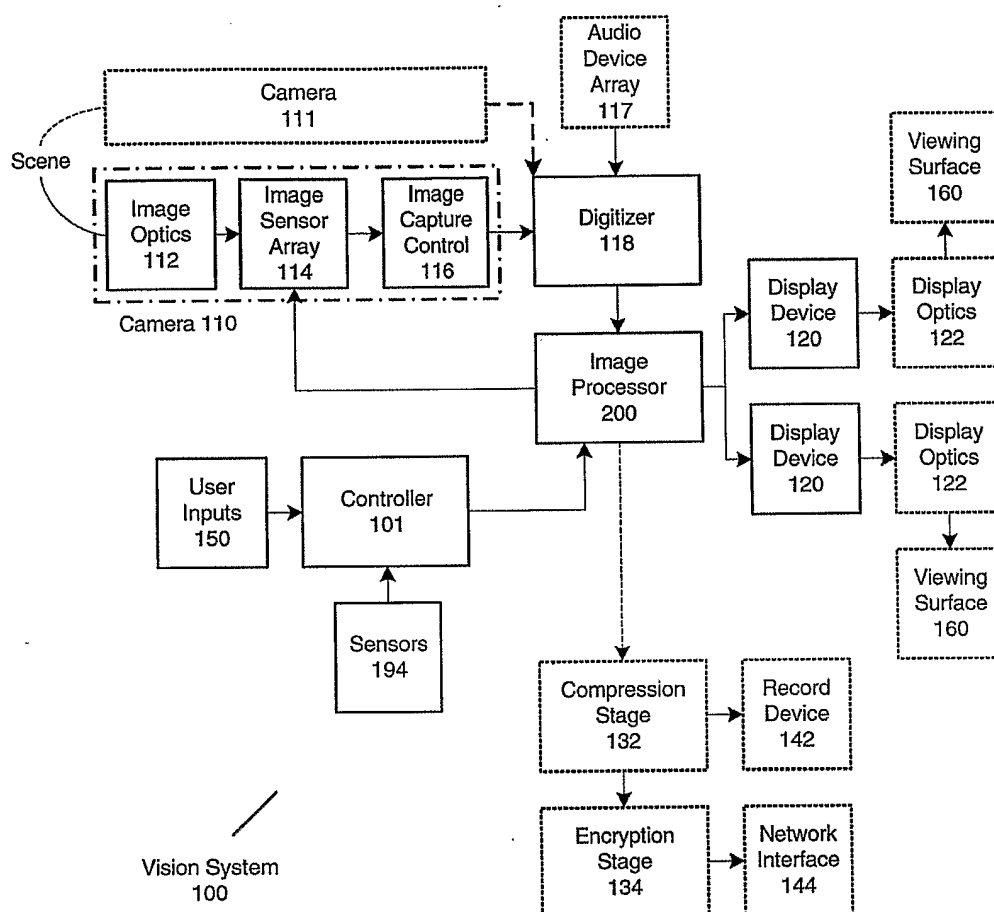 Audio
Device
Array
117
Camera
111
Scene
Viewing
Surface
160
Image
Optics
112
Image
Sensor
Array
114
Image
Capture
Control
116
Digitizer
118
Camera 110
Display
Device
120
Display
Optics
122
Image
Processor
200
Display
Device
120
Display
Optics
122
User
Inputs
150
Controller
101
Viewing
Surface
160
Sensors
194
Compression
Stage
132
Record
Device
142
Encryption
Stage
134
Network
Interface
144
Vision System
100